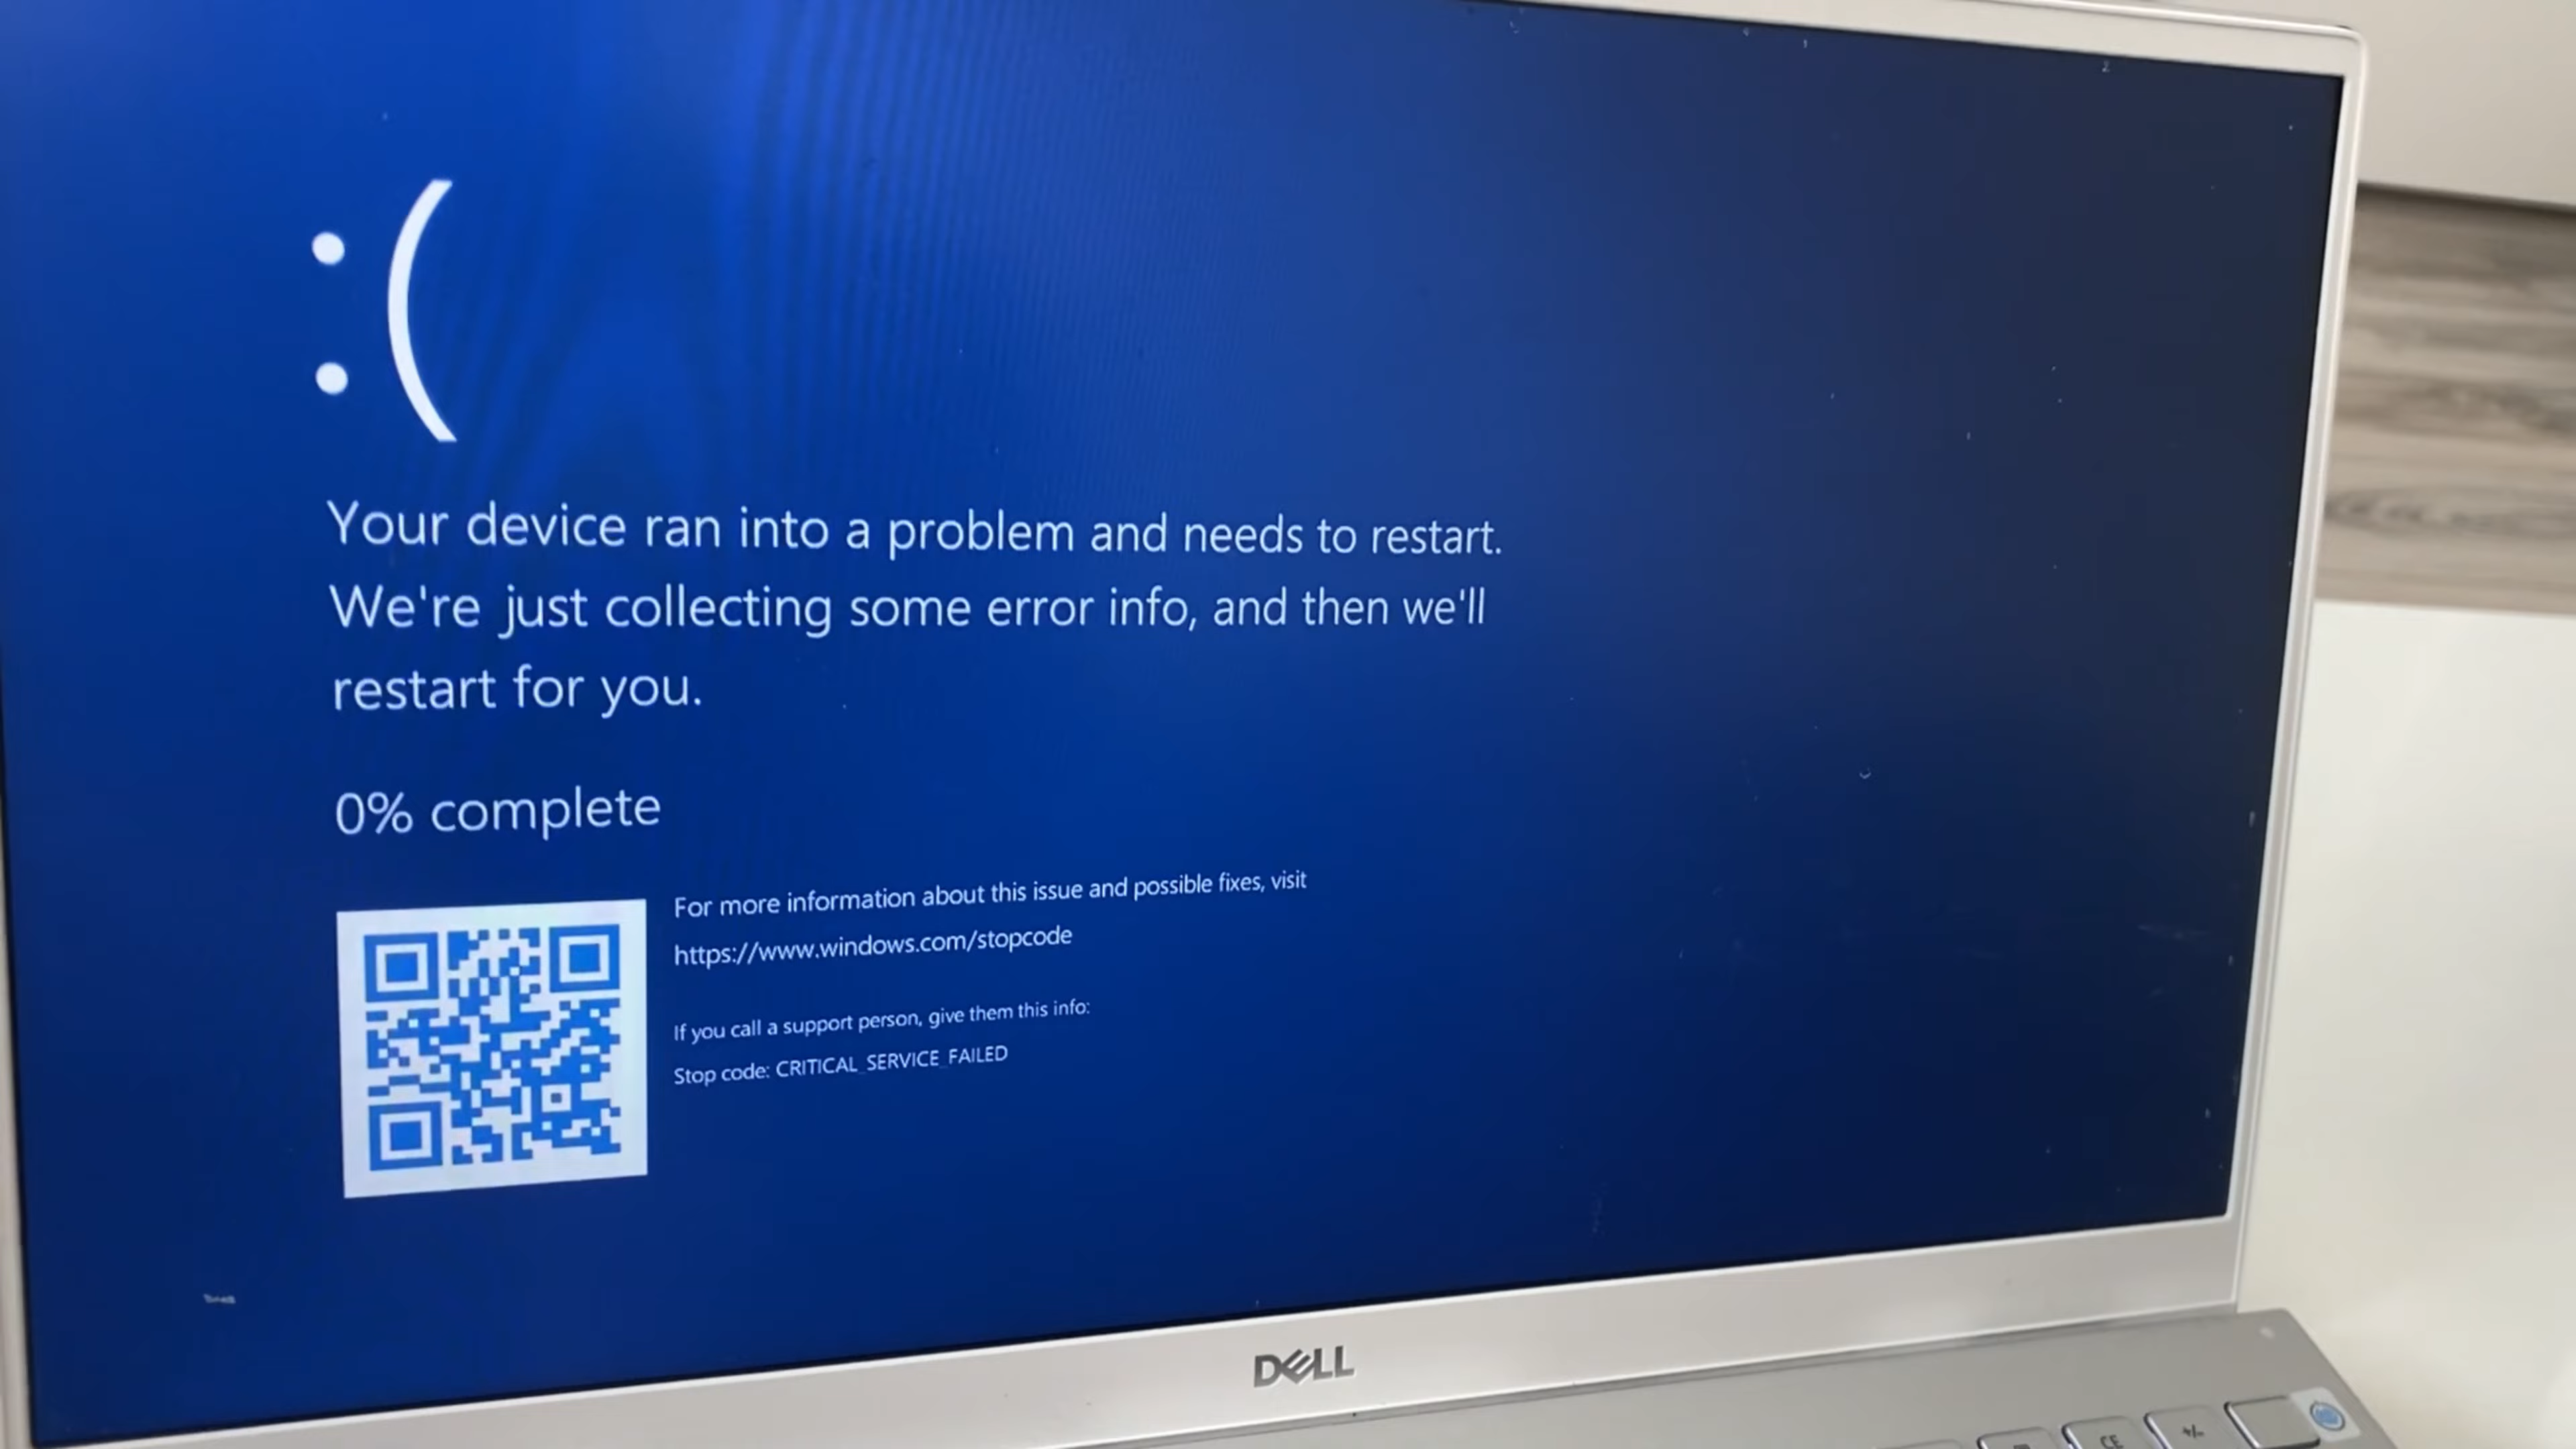 :(
Your device ran into a problem and needs to restart.
We're just collecting some error info, and then we'll
restart for you.
0% complete
For more information about this issue and possible fixes, visit
https://www.windows.com/stopcode
If you call a support person, give them this info:
Stop code: CRITICAL_SERVICE_FAILED
DELL
CE
+/-